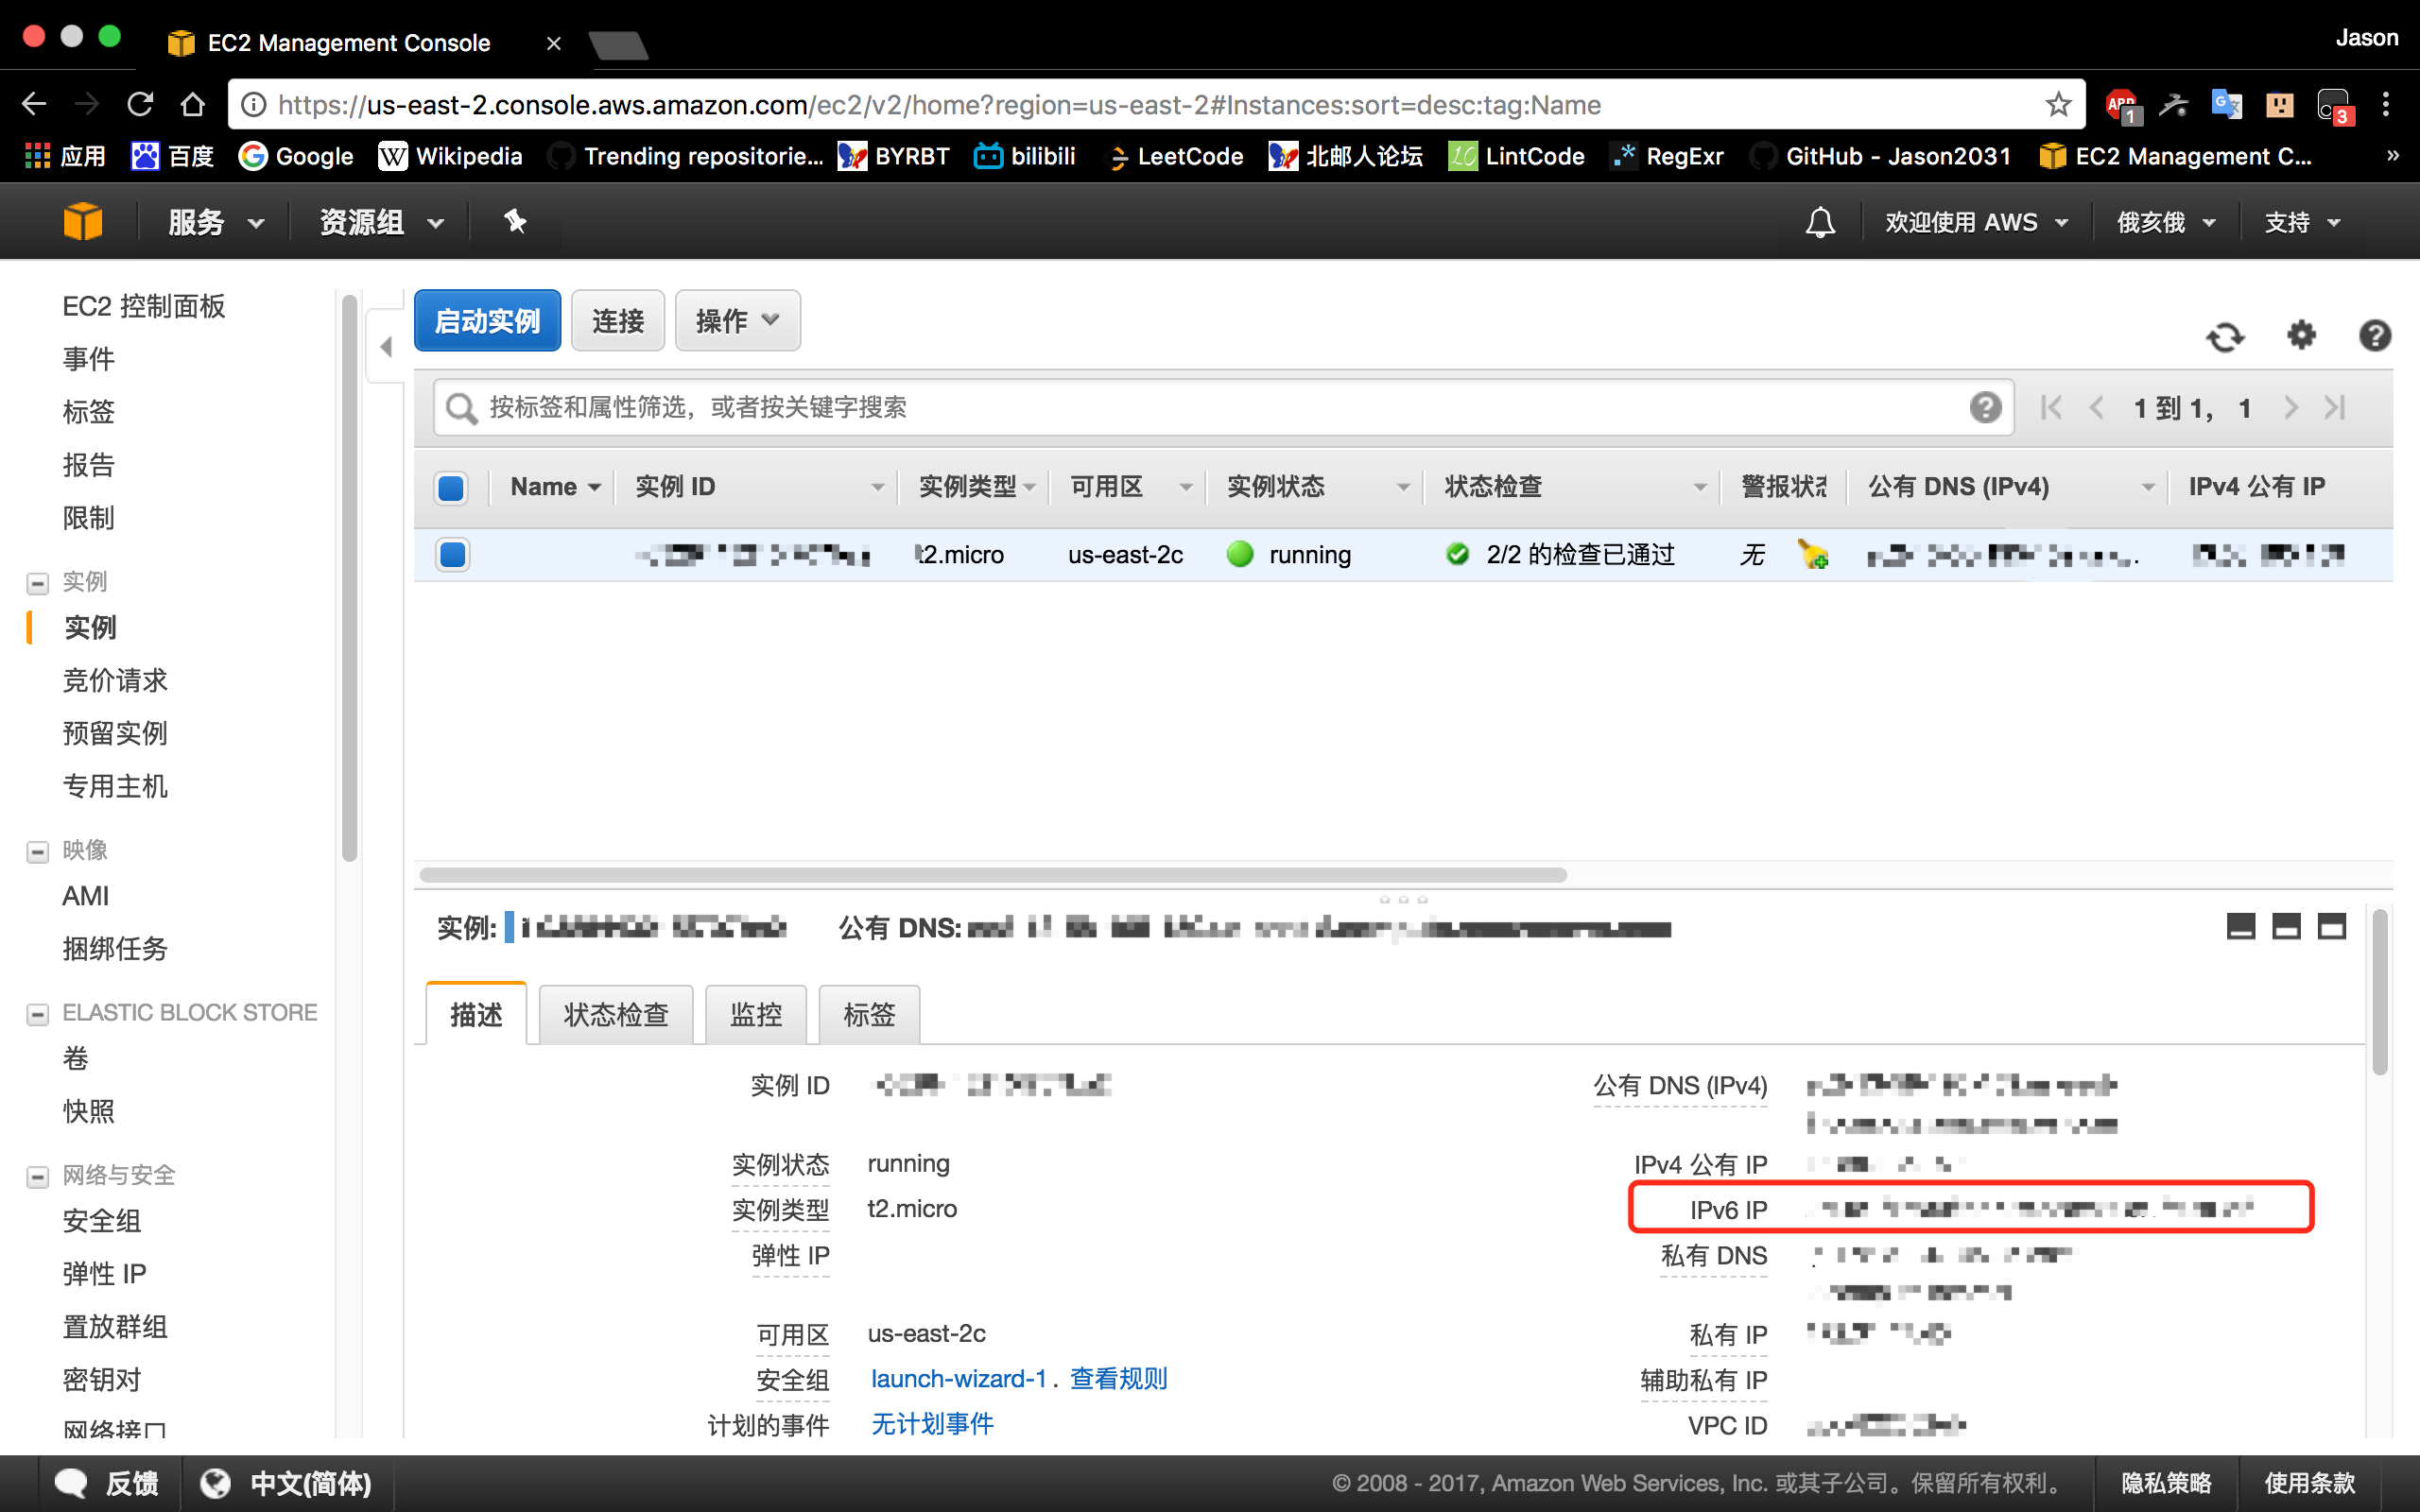 EC2 Management Console
Jason
https://us-east-2.console.aws.amazon.com/ec2/v2/home?region=us-east-2#Instances:sort=desc:tag:Name
ABP 1 3
应用 百度 Google Wikipedia Trending repositorie... BYRBT bilibili LeetCode 北邮人论坛 LintCode RegExr GitHub - Jason2031 EC2 Management C... »
服务 资源组 欢迎使用 AWS 俄亥俄 支持
EC2 控制面板
事件
标签
报告
限制
实例
实例
竞价请求
预留实例
专用主机
映像
AMI
捆绑任务
ELASTIC BLOCK STORE
卷
快照
网络与安全
安全组
弹性 IP
置放群组
密钥对
网络接口
启动实例 连接 操作
按标签和属性筛选，或者按关键字搜索
1 到 1， 1
Name 实例 ID 实例类型 可用区 实例状态 状态检查 警报状态 公有 DNS (IPv4) IPv4 公有 IP
t2.micro us-east-2c running 2/2 的检查已通过 无
实例: 公有 DNS:
描述 状态检查 监控 标签
实例 ID
实例状态 running
实例类型 t2.micro
弹性 IP
可用区 us-east-2c
安全组 launch-wizard-1. 查看规则
计划的事件 无计划事件
公有 DNS (IPv4)
IPv4 公有 IP
IPv6 IP
私有 DNS
私有 IP
辅助私有 IP
VPC ID
反馈 中文(简体) © 2008 - 2017, Amazon Web Services, Inc. 或其子公司。保留所有权利。 隐私策略 使用条款